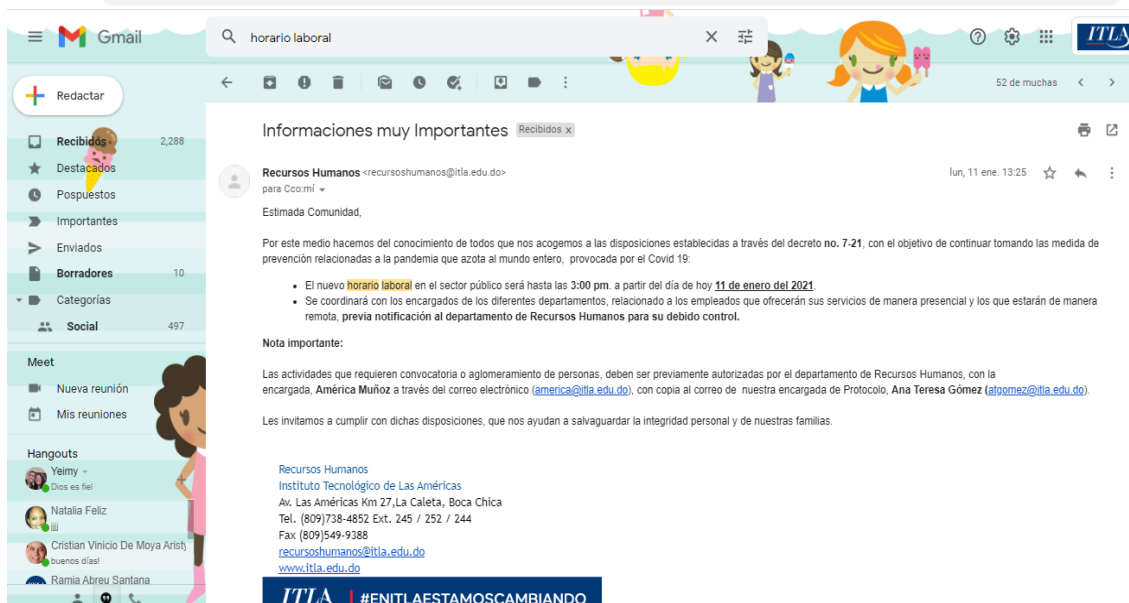 Gmail
horario laboral
ITLA
Redactar
52 de muchas
Recibidos 2,288
Destacados
Pospuestos
Importantes
Enviados
Borradores 10
Categorías
Social 497
Meet
Nueva reunión
Mis reuniones
Hangouts
Yeimy
Dios es fiel
Natalia Feliz
jjjj
Cristian Vinicio De Moya Aristy
buenos días!
Ramia Abreu Santana
Informaciones muy Importantes Recibidos x
Recursos Humanos <recursoshumanos@itla.edu.do> lun, 11 ene. 13:25
para Cco:mí
Estimada Comunidad,
Por este medio hacemos del conocimiento de todos que nos acogemos a las disposiciones establecidas a través del decreto no. 7-21, con el objetivo de continuar tomando las medida de
prevención relacionadas a la pandemia que azota al mundo entero, provocada por el Covid 19:
• El nuevo horario laboral en el sector público será hasta las 3:00 pm. a partir del día de hoy 11 de enero del 2021.
• Se coordinará con los encargados de los diferentes departamentos, relacionado a los empleados que ofrecerán sus servicios de manera presencial y los que estarán de manera
remota, previa notificación al departamento de Recursos Humanos para su debido control.
Nota importante:
Las actividades que requieren convocatoria o aglomeramiento de personas, deben ser previamente autorizadas por el departamento de Recursos Humanos, con la
encargada, América Muñoz a través del correo electrónico (america@itla.edu.do), con copia al correo de nuestra encargada de Protocolo, Ana Teresa Gómez (atgomez@itla.edu.do).
Les invitamos a cumplir con dichas disposiciones, que nos ayudan a salvaguardar la integridad personal y de nuestras familias.
Recursos Humanos
Instituto Tecnológico de Las Américas
Av. Las Américas Km 27,La Caleta, Boca Chica
Tel. (809)738-4852 Ext. 245 / 252 / 244
Fax (809)549-9388
recursoshumanos@itla.edu.do
www.itla.edu.do
ITLA | #ENITLAESTAMOSCAMBIANDO